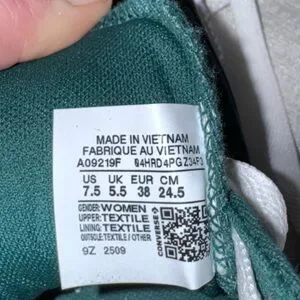 MADE IN VIETNAM
FABRIQUE AU VIETNAM
A09219F 04HRD4PGZ34F3
US UK EUR CM
7.5 5.5 38 24.5
GENDER: WOMEN
UPPER: TEXTILE
LINING: TEXTILE
OUTSOLE: TEXTILE / OTHER
9Z 2509
CONVERSE